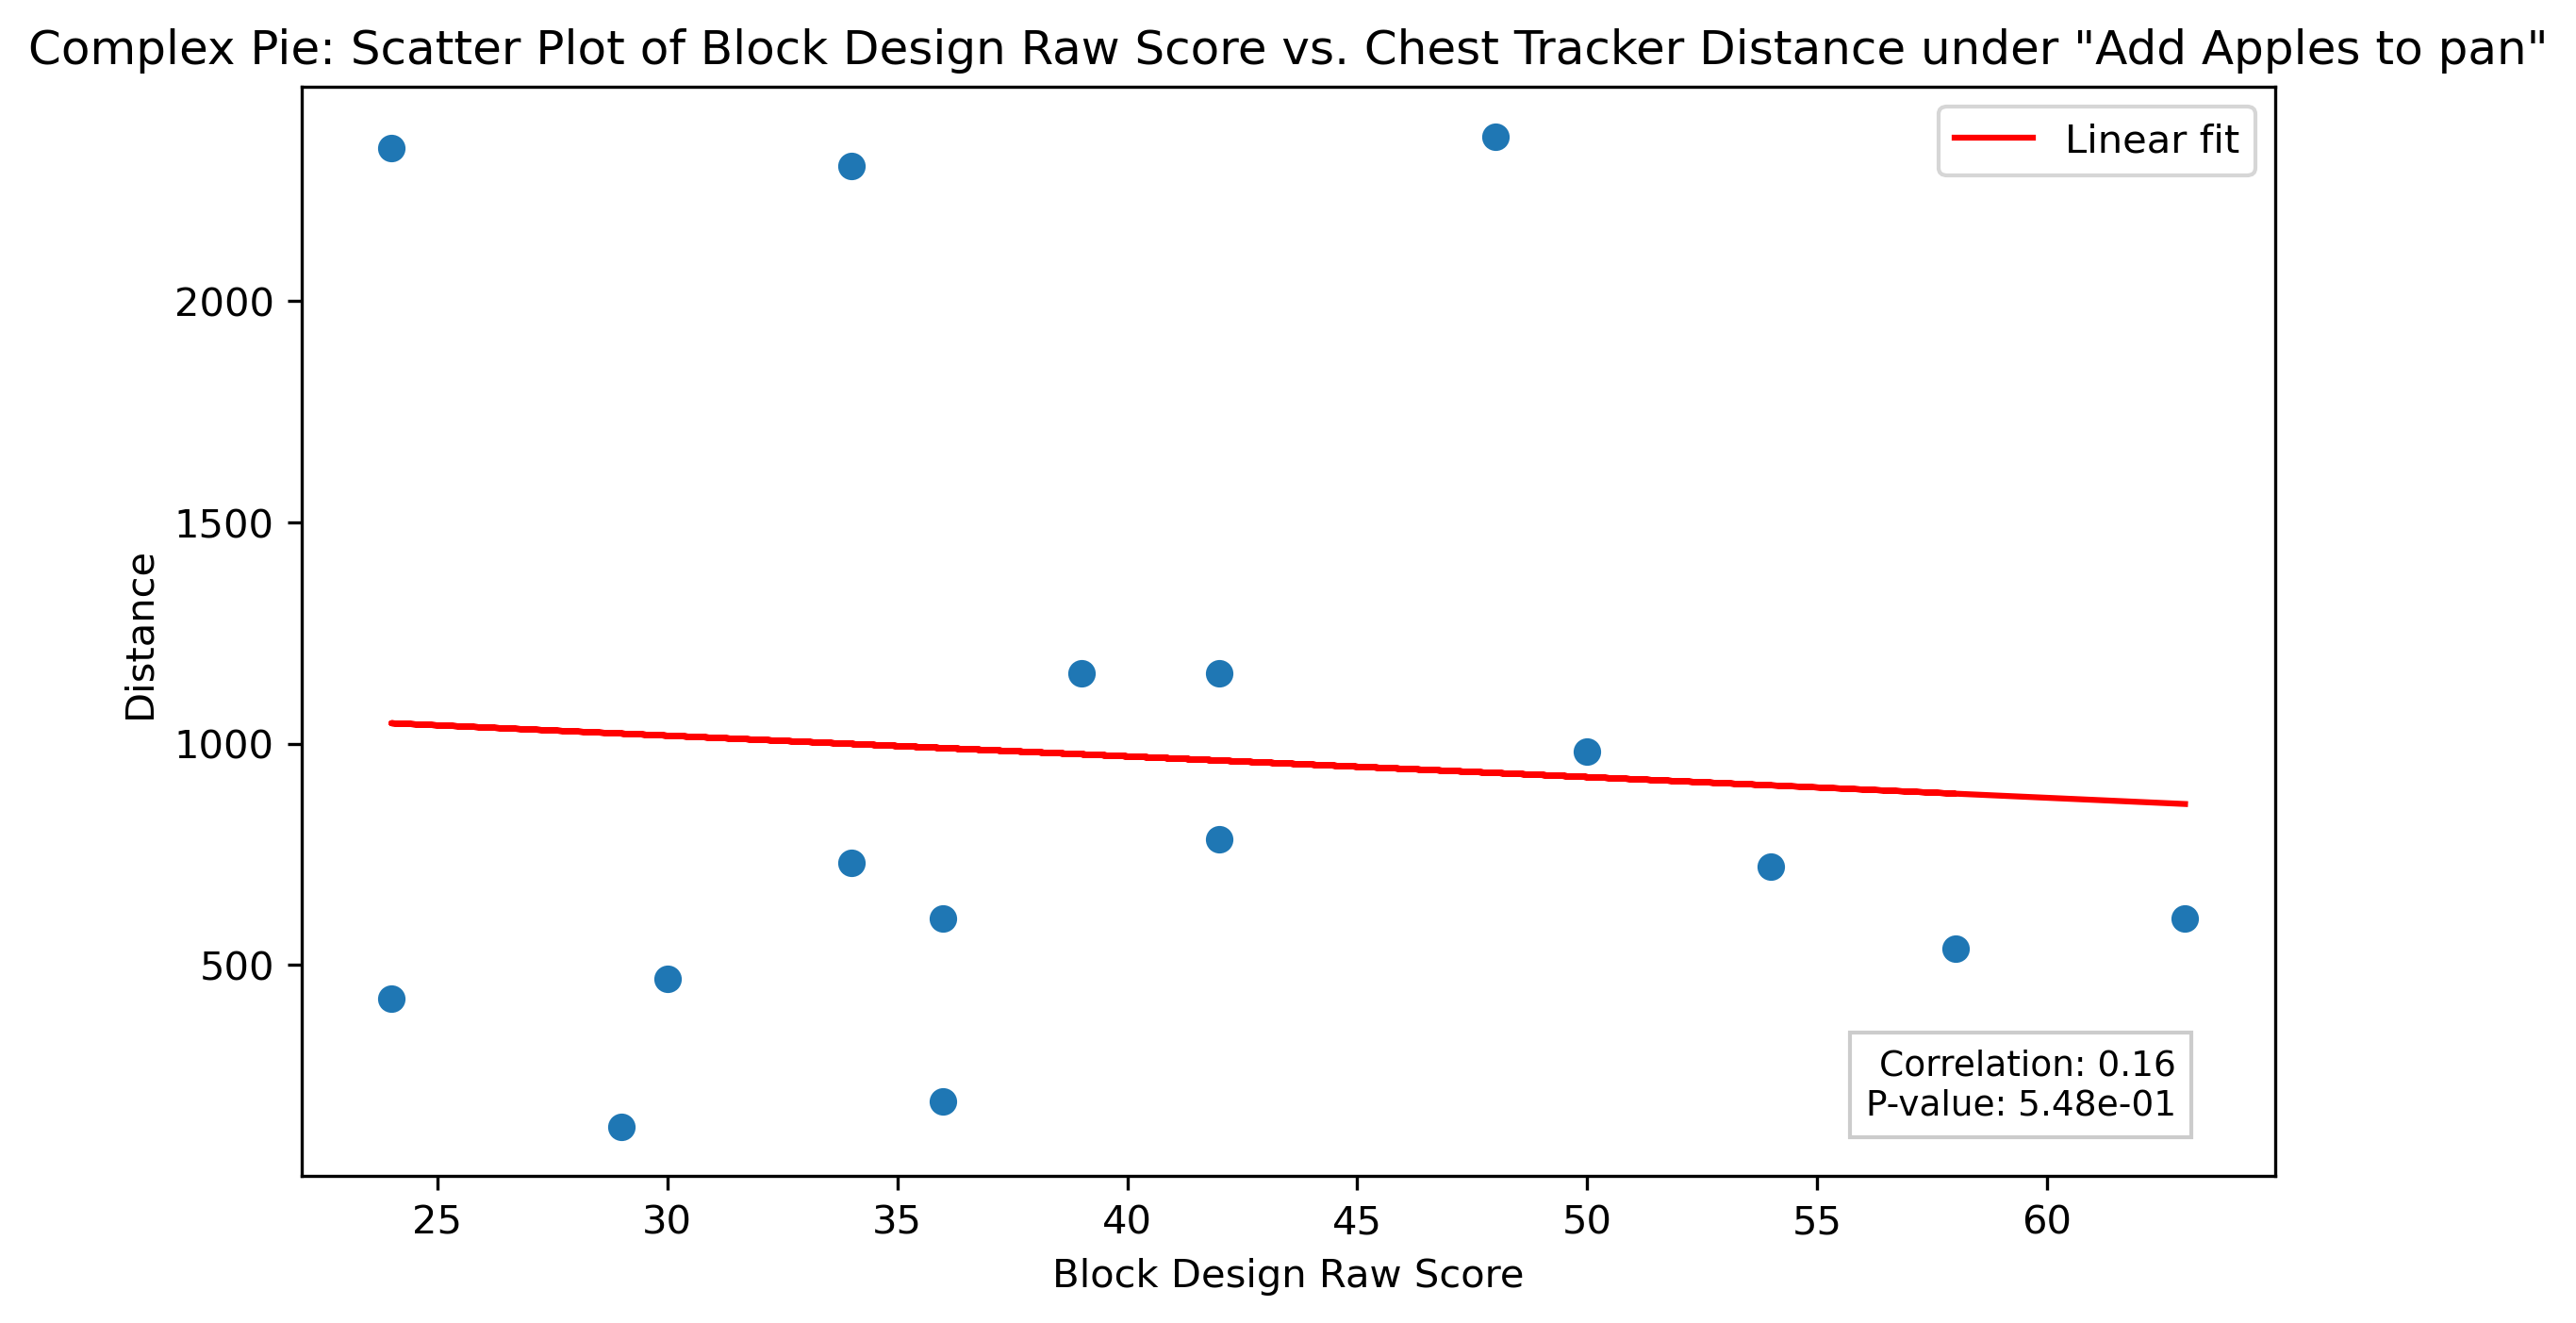 Complex Pie: Scatter Plot of Block Design Raw Score vs. Chest Tracker Distance under "Add Apples to pan"
Linear fit
Distance
2000
1500
1000
500
Correlation: 0.16
P-value: 5.48e-01
25 30 35 40 45 50 55 60
Block Design Raw Score